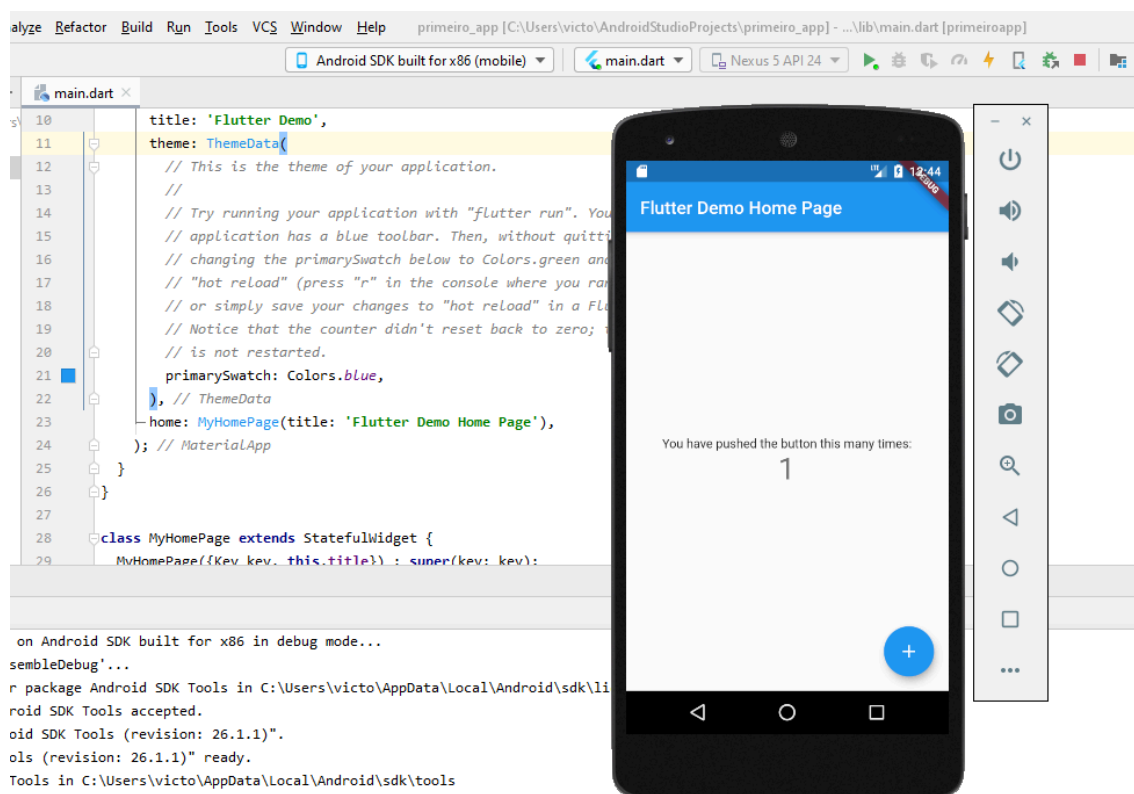 alyze Refactor Build Run Tools VCS Window Help primeiro_app [C:\Users\victo\AndroidStudioProjects\primeiro_app] - ...\lib\main.dart [primeiroapp]
Android SDK built for x86 (mobile) main.dart Nexus 5 API 24
main.dart
10 title: 'Flutter Demo',
11 theme: ThemeData(
12 // This is the theme of your application.
13 //
14 // Try running your application with "flutter run". You
15 // application has a blue toolbar. Then, without quitti
16 // changing the primarySwatch below to Colors.green and
17 // "hot reload" (press "r" in the console where you ran
18 // or simply save your changes to "hot reload" in a Flu
19 // Notice that the counter didn't reset back to zero; t
20 // is not restarted.
21 primarySwatch: Colors.blue,
22 ), // ThemeData
23 home: MyHomePage(title: 'Flutter Demo Home Page'),
24 ); // MaterialApp
25 }
26 }
27
28 class MyHomePage extends StatefulWidget {
29 MyHomePage({Key key, this.title}) : super(key: key);
LTE 12:44
DEBUG
Flutter Demo Home Page
You have pushed the button this many times:
1
+
on Android SDK built for x86 in debug mode...
sembleDebug'...
r package Android SDK Tools in C:\Users\victo\AppData\Local\Android\sdk\li
roid SDK Tools accepted.
oid SDK Tools (revision: 26.1.1)".
ols (revision: 26.1.1)" ready.
Tools in C:\Users\victo\AppData\Local\Android\sdk\tools